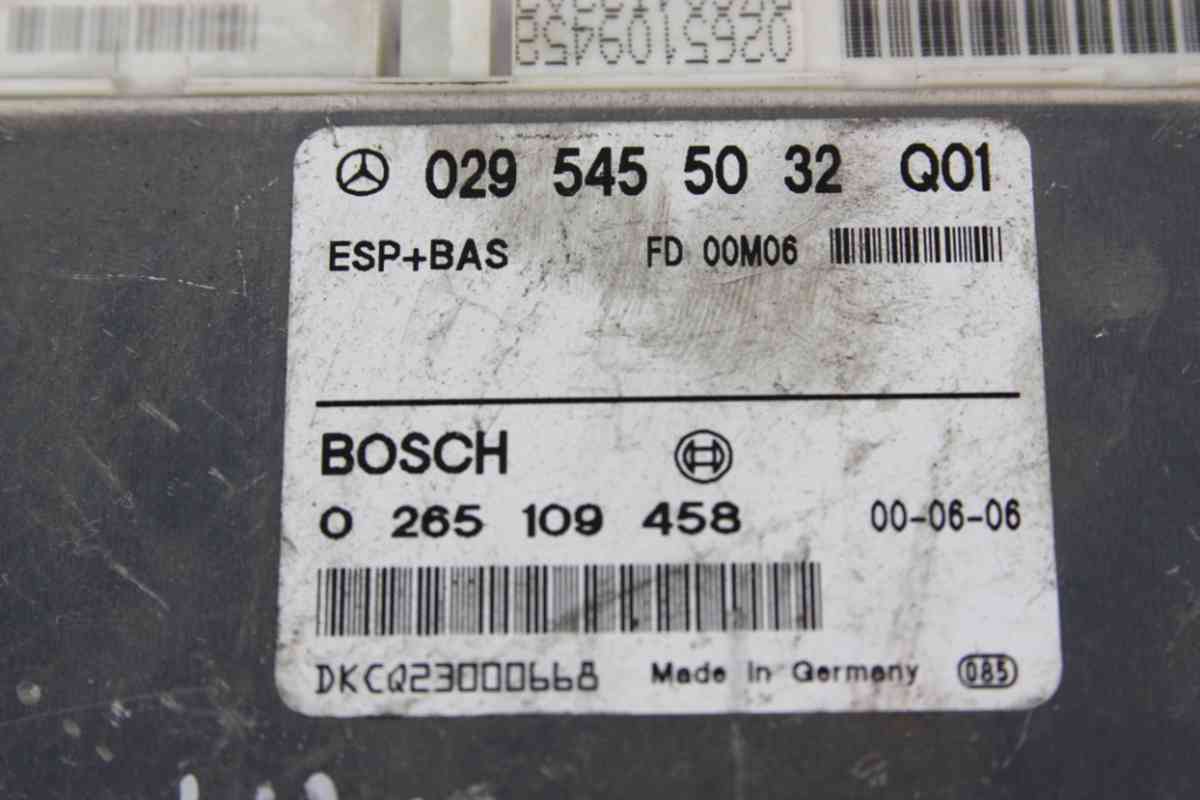 0265109458
029 545 50 32 Q01
ESP+BAS FD 00M06
BOSCH
0 265 109 458 00-06-06
DKCQ23000668 Made In Germany 085